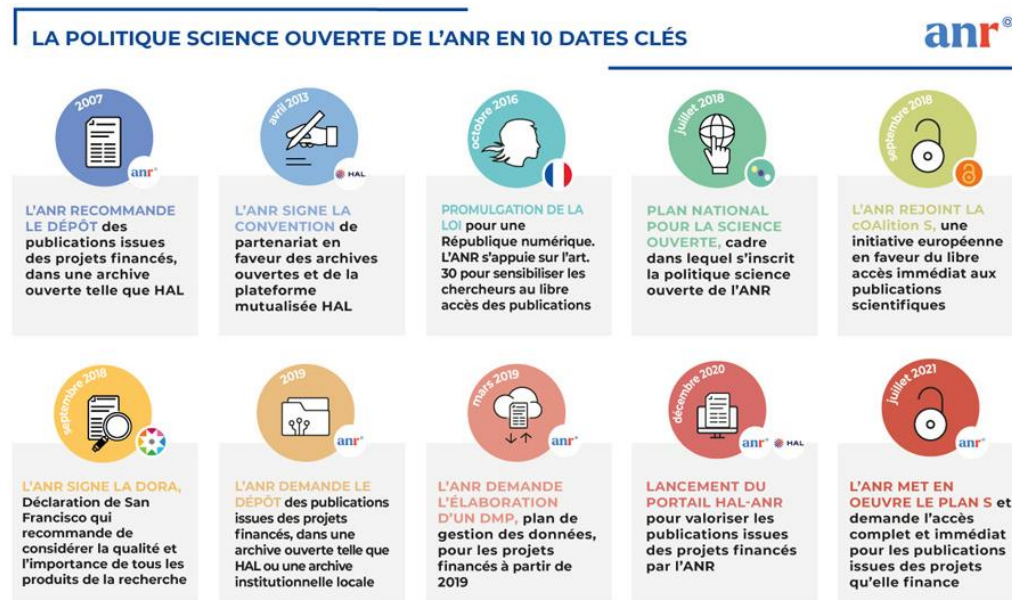 LA POLITIQUE SCIENCE OUVERTE DE L'ANR EN 10 DATES CLÉS
anr
2007
anr
L'ANR RECOMMANDE
LE DÉPÔT des
publications issues
des projets financés,
dans une archive
ouverte telle que HAL
avril 2013
HAL
L'ANR SIGNE LA
CONVENTION de
partenariat en
faveur des archives
ouvertes et de la
plateforme
mutualisée HAL
octobre 2016
PROMULGATION DE LA
LOI pour une
République numérique.
L'ANR s'appuie sur l'art.
30 pour sensibiliser les
chercheurs au libre
accès des publications
juillet 2018
PLAN NATIONAL
POUR LA SCIENCE
OUVERTE, cadre
dans lequel s'inscrit
la politique science
ouverte de l'ANR
septembre 2018
L'ANR REJOINT LA
cOAlition S, une
initiative européenne
en faveur du libre
accès immédiat aux
publications
scientifiques
septembre 2018
L'ANR SIGNE LA DORA,
Déclaration de San
Francisco qui
recommande de
considérer la qualité et
l'importance de tous les
produits de la recherche
2019
anr
L'ANR DEMANDE LE
DÉPÔT des publications
issues des projets
financés, dans une
archive ouverte telle que
HAL ou une archive
institutionnelle locale
mars 2019
anr
L'ANR DEMANDE
L'ÉLABORATION
D'UN DMP, plan de
gestion des données,
pour les projets
financés à partir de
2019
décembre 2020
anr HAL
LANCEMENT DU
PORTAIL HAL-ANR
pour valoriser les
publications issues
des projets financés
par l'ANR
juillet 2021
anr
L'ANR MET EN
OEUVRE LE PLAN S et
demande l'accès
complet et immédiat
pour les publications
issues des projets
qu'elle finance